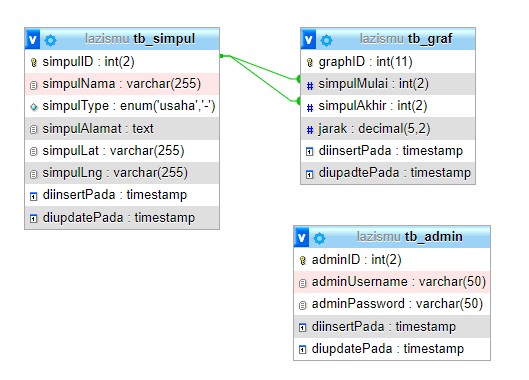 lazismu tb_simpul
simpulID : int(2)
simpulNama : varchar(255)
simpulType : enum('usaha','-')
simpulAlamat : text
simpulLat : varchar(255)
simpulLng : varchar(255)
diinsertPada : timestamp
diupdatePada : timestamp
lazismu tb_graf
graphID : int(11)
simpulMulai : int(2)
simpulAkhir : int(2)
jarak : decimal(5,2)
diinsertPada : timestamp
diupadtePada : timestamp
lazismu tb_admin
adminID : int(2)
adminUsername : varchar(50)
adminPassword : varchar(50)
diinsertPada : timestamp
diupdatePada : timestamp